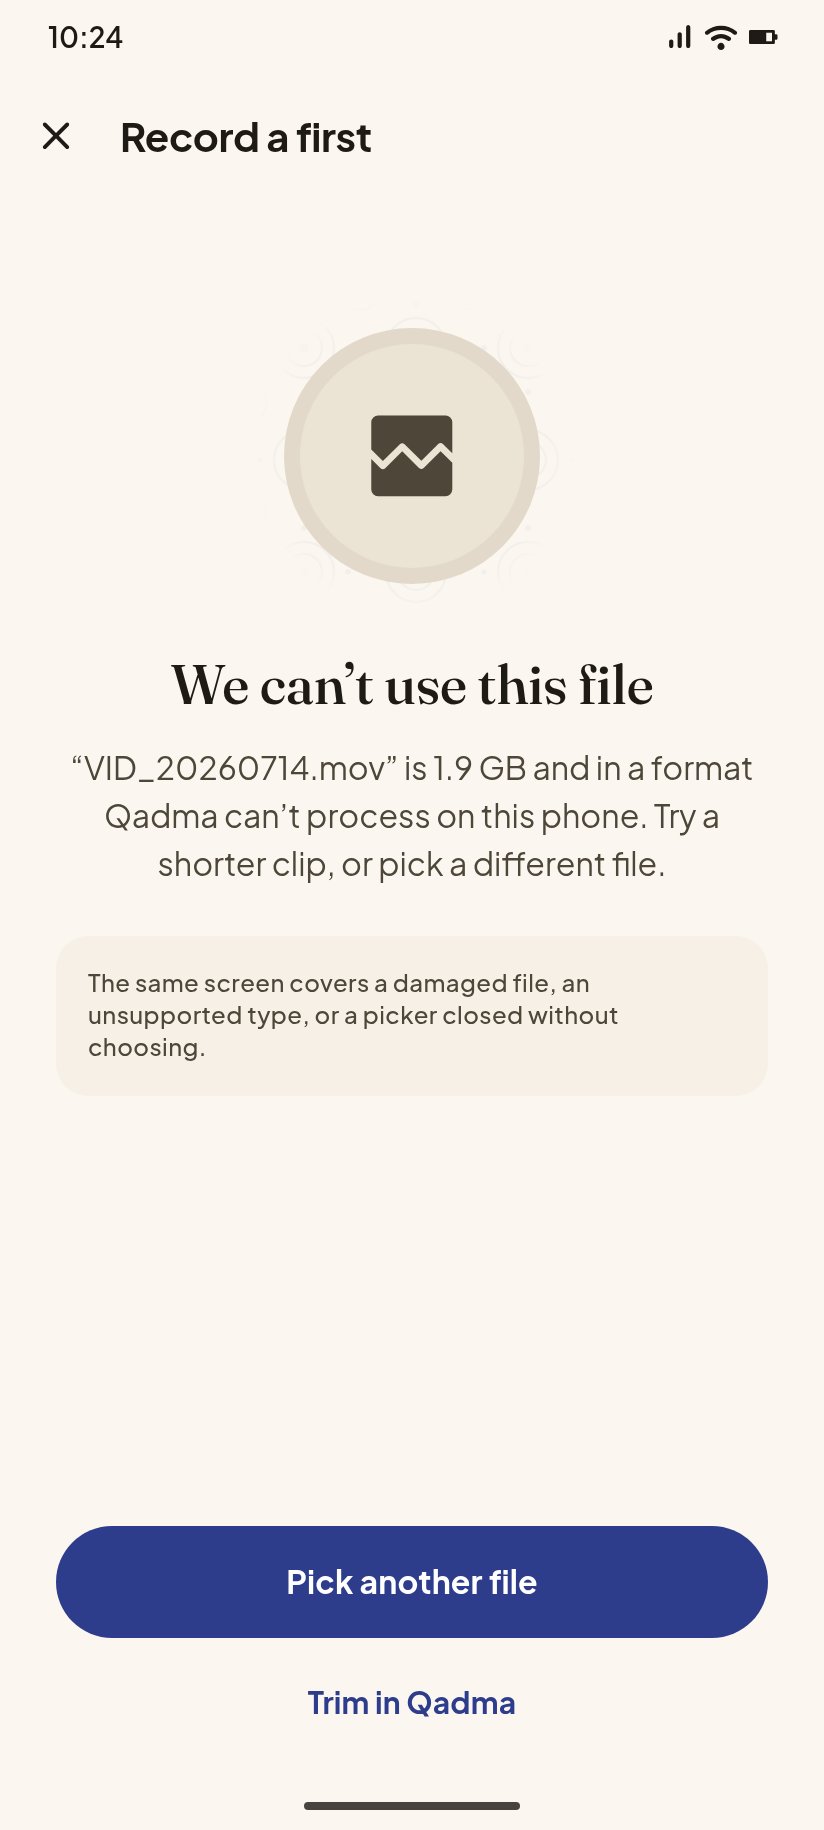 10:24
Record a first
We can’t use this file
“VID_20260714.mov” is 1.9 GB and in a format
Qadma can’t process on this phone. Try a
shorter clip, or pick a different file.
The same screen covers a damaged file, an
unsupported type, or a picker closed without
choosing.
Pick another file
Trim in Qadma